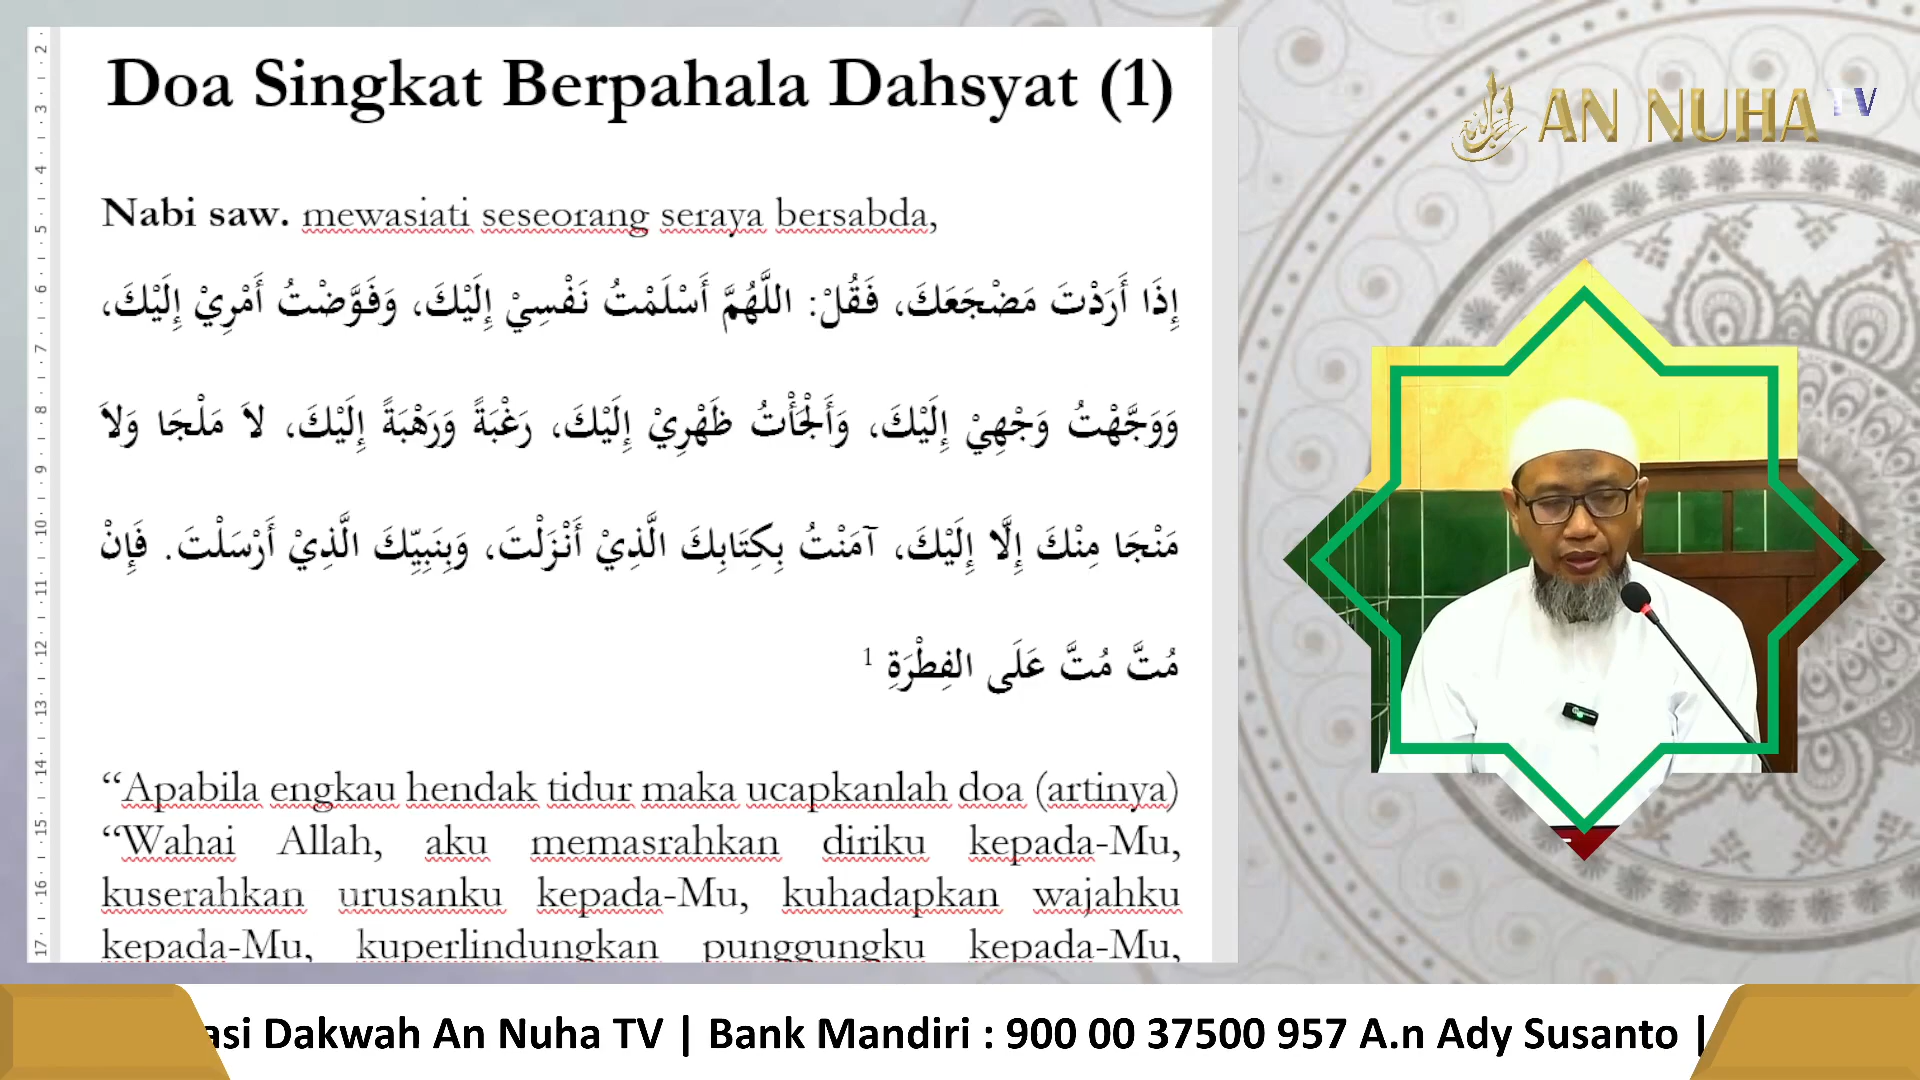 Doa Singkat Berpahala Dahsyat (1)
AN NUHA TV
Nabi saw. mewasiati seseorang seraya bersabda,
إِذَا أَرَدْتَ مَضْجَعَكَ، فَقُلْ: اللَّهُمَّ أَسْلَمْتُ نَفْسِيْ إِلَيْكَ، وَفَوَّضْتُ أَمْرِيْ إِلَيْكَ،
وَوَجَّهْتُ وَجْهِيْ إِلَيْكَ، وَأَلْجَأْتُ ظَهْرِيْ إِلَيْكَ، رَغْبَةً وَرَهْبَةً إِلَيْكَ، لاَ مَلْجَا وَلاَ
مَنْجَا مِنْكَ إِلَّا إِلَيْكَ، آمَنْتُ بِكِتَابِكَ الَّذِيْ أَنْزَلْتَ، وَبِنَبِيِّكَ الَّذِيْ أَرْسَلْتَ. فَإِنْ
مُتَّ مُتَّ عَلَى الفِطْرَةِ 1
“Apabila engkau hendak tidur maka ucapkanlah doa (artinya)
“Wahai Allah, aku memasrahkan diriku kepada-Mu,
kuserahkan urusanku kepada-Mu, kuhadapkan wajahku
kepada-Mu, kuperlindungkan punggungku kepada-Mu,
asi Dakwah An Nuha TV | Bank Mandiri : 900 00 37500 957 A.n Ady Susanto |